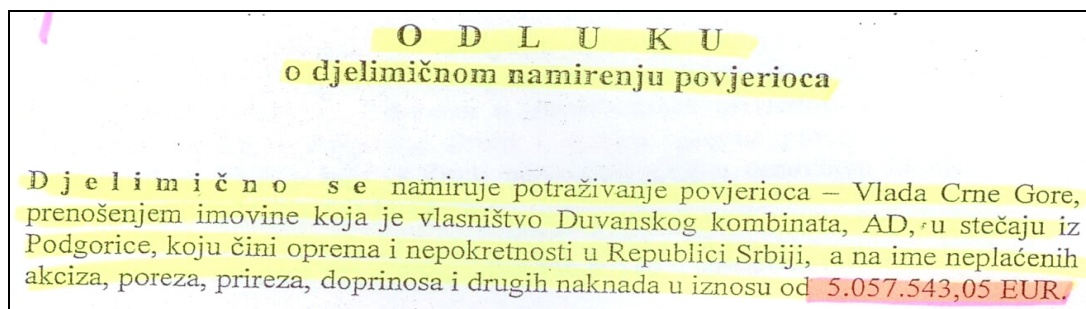 O D L U K U
o djelimičnom namirenju povjerioca
D j e l i m i č n o s e namiruje potraživanje povjerioca – Vlada Crne Gore,
prenošenjem imovine koja je vlasništvo Duvanskog kombinata, AD, u stečaju iz
Podgorice, koju čini oprema i nepokretnosti u Republici Srbiji, a na ime neplaćenih
akciza, poreza, prireza, doprinosa i drugih naknada u iznosu od 5.057.543,05 EUR.